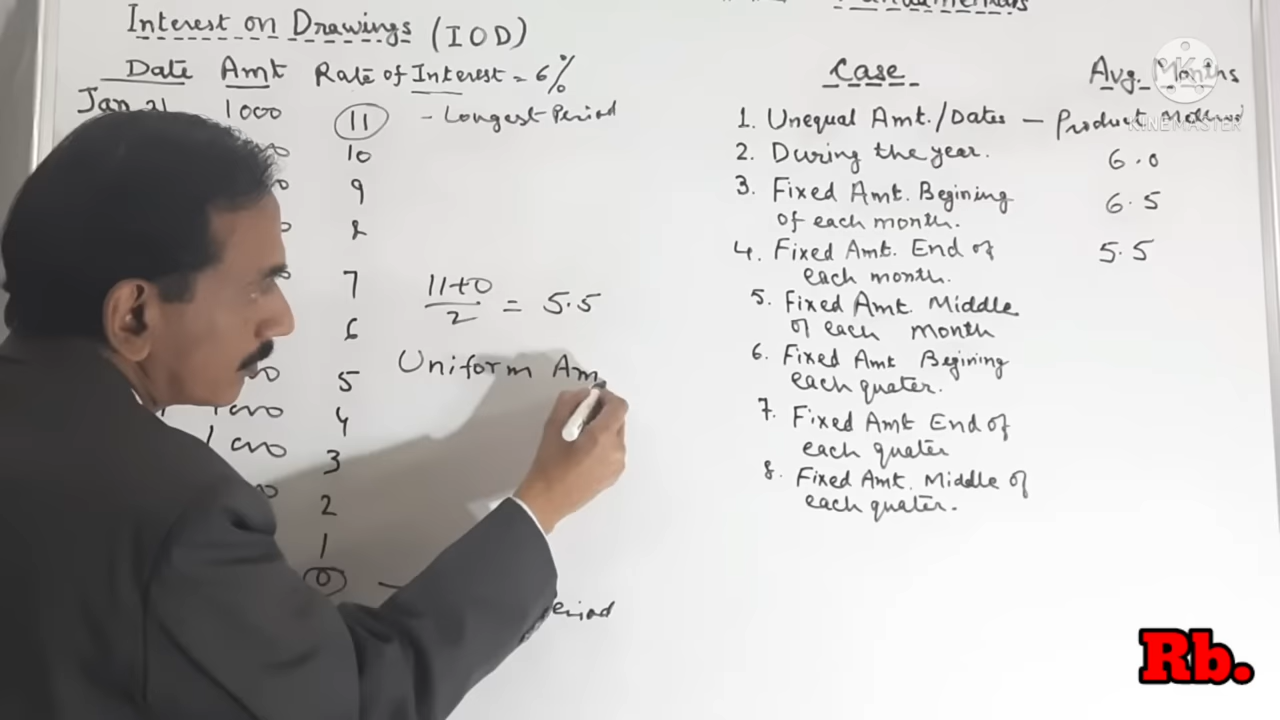 Interest on Drawings (IOD)
Date Amt Rate of Interest = 6%
Jan 31 1000 11 - Longest Period
10
9
8
7
6
5
4
3
2
1
0
11+0
2
= 5.5
Uniform Am
Period
Case Avg. Months
1. Unequal Amt./Dates - Product Method
2. During the year. 6.0
3. Fixed Amt. Begining 6.5
of each month.
4. Fixed Amt. End of 5.5
each month.
5. Fixed Amt. Middle
of each month
6. Fixed Amt Begining
each quater.
7. Fixed Amt End of
each quater
8. Fixed Amt. Middle of
each quater.
KINEMASTER
Rb.